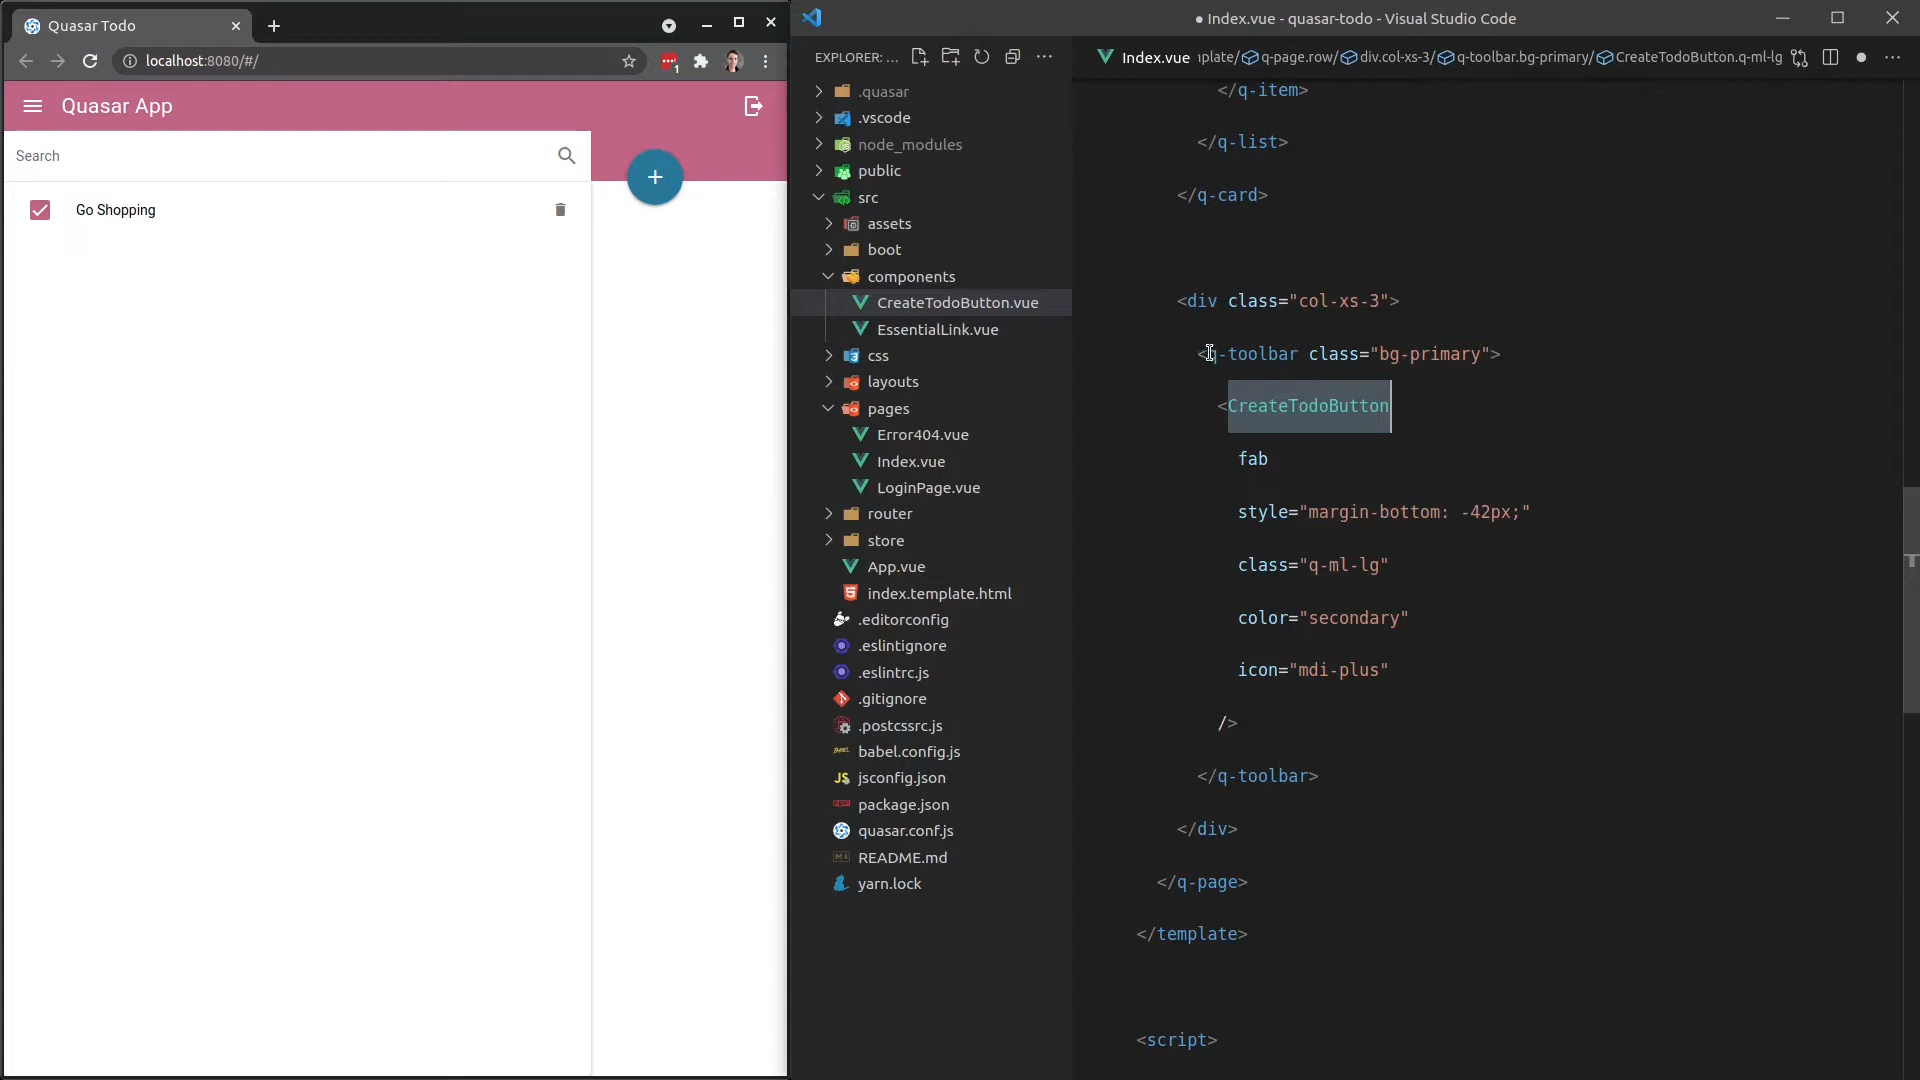 Quasar Todo
localhost:8080/#/
1
Quasar App
Search
Go Shopping
● Index.vue - quasar-todo - Visual Studio Code
EXPLORER: ...
.quasar
.vscode
node_modules
public
src
assets
boot
components
CreateTodoButton.vue
EssentialLink.vue
css
layouts
pages
Error404.vue
Index.vue
LoginPage.vue
router
store
App.vue
index.template.html
.editorconfig
.eslintignore
.eslintrc.js
.gitignore
.postcssrc.js
babel.config.js
JS jsconfig.json
package.json
quasar.conf.js
README.md
yarn.lock
Index.vue nplate/ q-page.row/ div.col-xs-3/ q-toolbar.bg-primary/ CreateTodoButton.q-ml-lg
</q-item>
</q-list>
</q-card>
<div class="col-xs-3">
<q-toolbar class="bg-primary">
<CreateTodoButton
fab
style="margin-bottom: -42px;"
class="q-ml-lg"
color="secondary"
icon="mdi-plus"
/>
</q-toolbar>
</div>
</q-page>
</template>
<script>